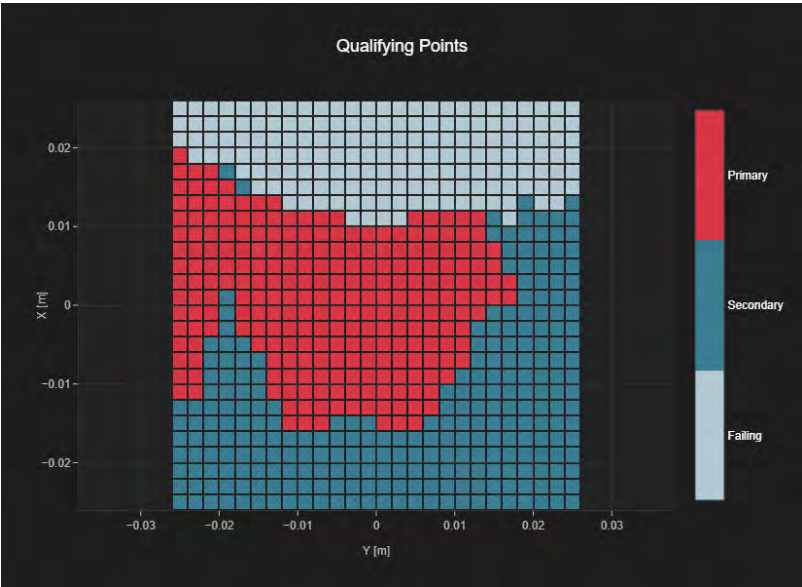 Qualifying Points
Primary
Secondary
Failing
0.02
0.01
0
−0.01
−0.02
X [m]
−0.03
−0.02
−0.01
0
0.01
0.02
0.03
Y [m]